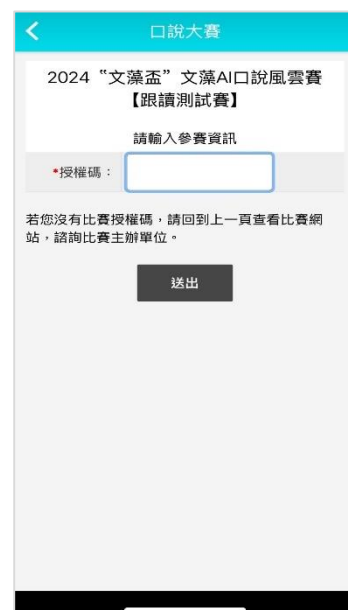 口說大賽
2024 “文藻盃” 文藻AI口說風雲賽
【跟讀測試賽】
請輸入參賽資訊
*授權碼：
若您沒有比賽授權碼，請回到上一頁查看比賽網
站，諮詢比賽主辦單位。
送出